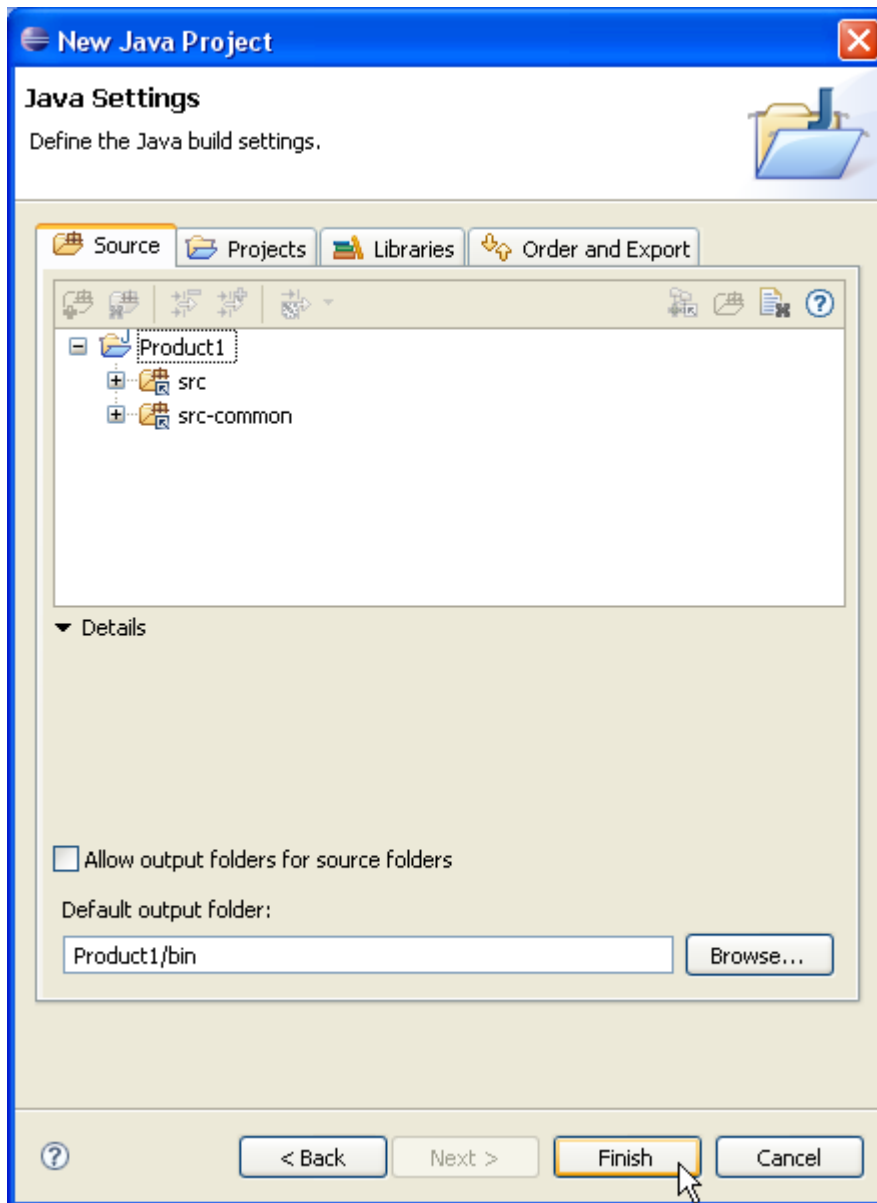 New Java Project
Java Settings
Define the Java build settings.
Source Projects Libraries Order and Export
Product1
src
src-common
Details
Allow output folders for source folders
Default output folder:
Product1/bin Browse...
< Back Next > Finish Cancel